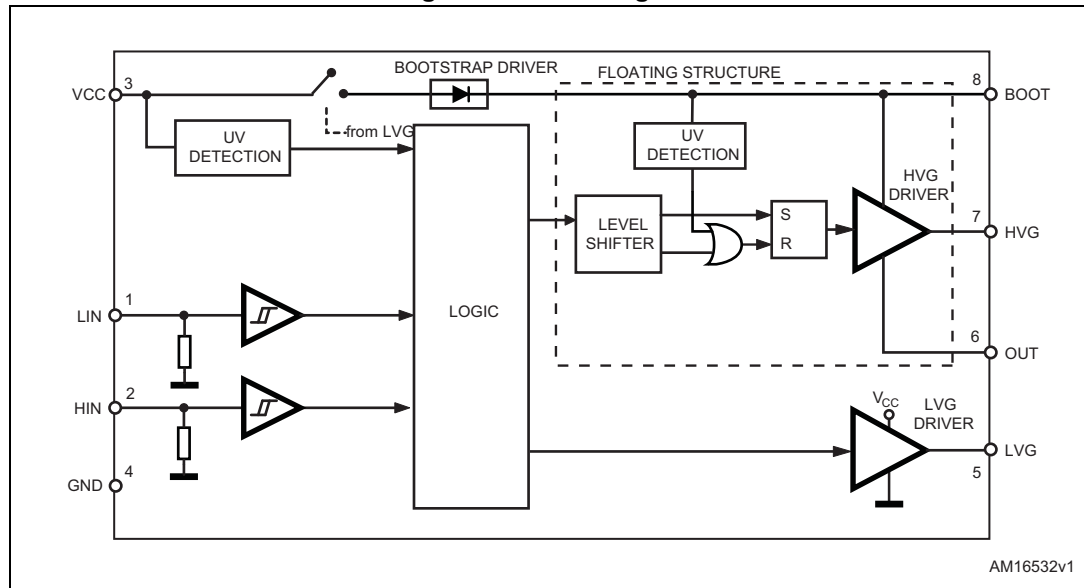 3
VCC
BOOTSTRAP DRIVER
FLOATING STRUCTURE
8
BOOT
from LVG
UV
DETECTION
UV
DETECTION
HVG
DRIVER
7
HVG
LEVEL
SHIFTER
S
R
1
LIN
LOGIC
6
OUT
2
HIN
VCC
LVG
DRIVER
LVG
5
4
GND
AM16532v1